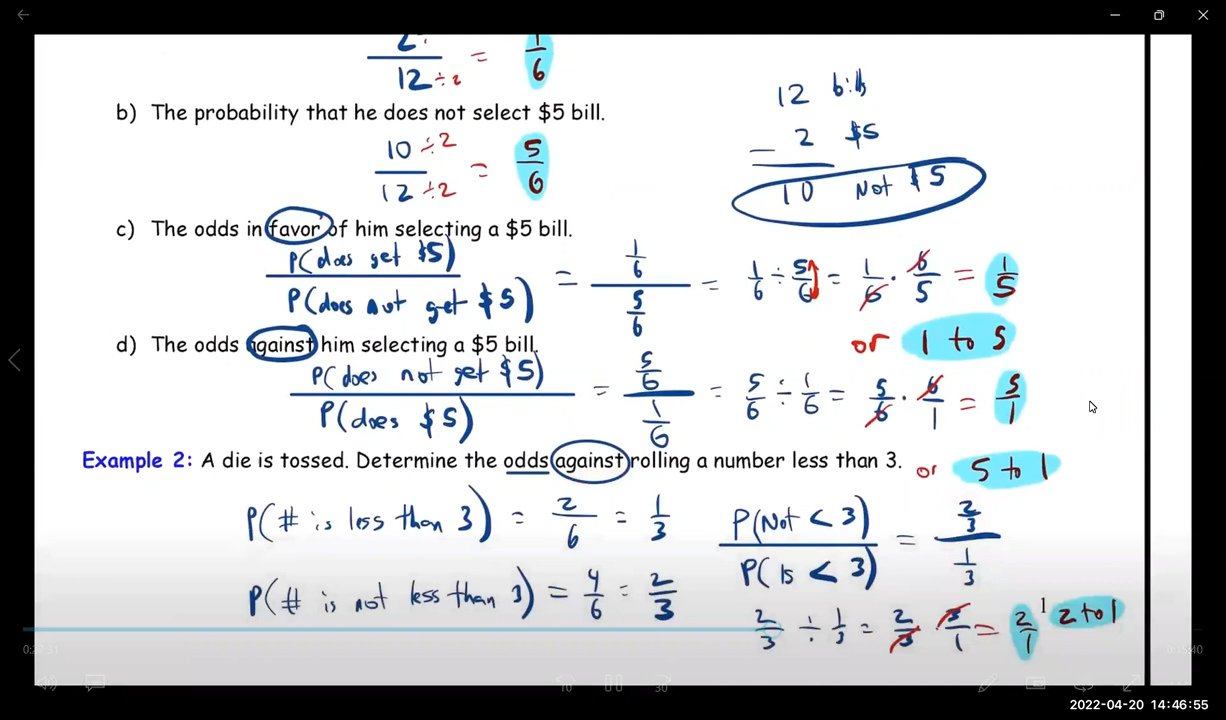 2
12 ÷2 = 1/6
12 bills
b) The probability that he does not select $5 bill.
10 ÷2 / 12 ÷2 = 5/6
- 2 $5
10 Not $5
c) The odds in favor of him selecting a $5 bill.
P(does get $5) / P(does not get $5) = 1/6 / 5/6 = 1/6 ÷ 5/6 = 1/6 · 6/5 = 1/5
or 1 to 5
d) The odds against him selecting a $5 bill.
P(does not get $5) / P(does $5) = 5/6 / 1/6 = 5/6 ÷ 1/6 = 5/6 · 6/1 = 5/1
or 5 to 1
Example 2: A die is tossed. Determine the odds against rolling a number less than 3.
P(# is less than 3) = 2/6 = 1/3
P(Not < 3) / P(Is < 3) = 2/3 / 1/3
P(# is not less than 3) = 4/6 = 2/3
2/3 ÷ 1/3 = 2/3 · 3/1 = 2/1 2 to 1
10
30
2022-04-20 14:46:55